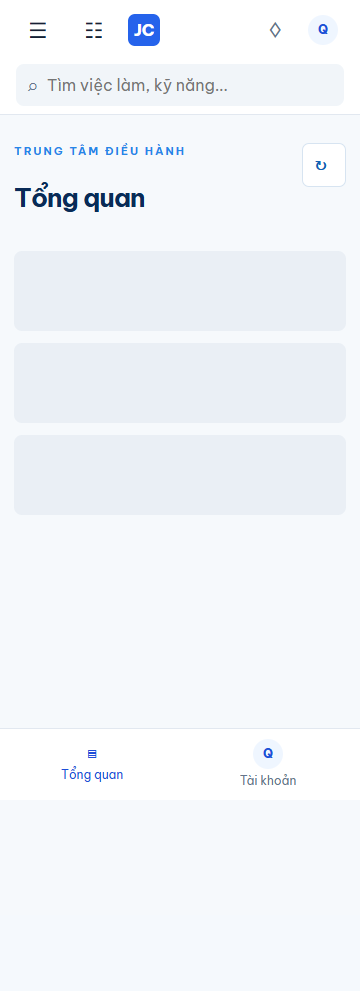 JC
Q
Tìm việc làm, kỹ năng...
TRUNG TÂM ĐIỀU HÀNH
Tổng quan
Tổng quan
Q
Tài khoản